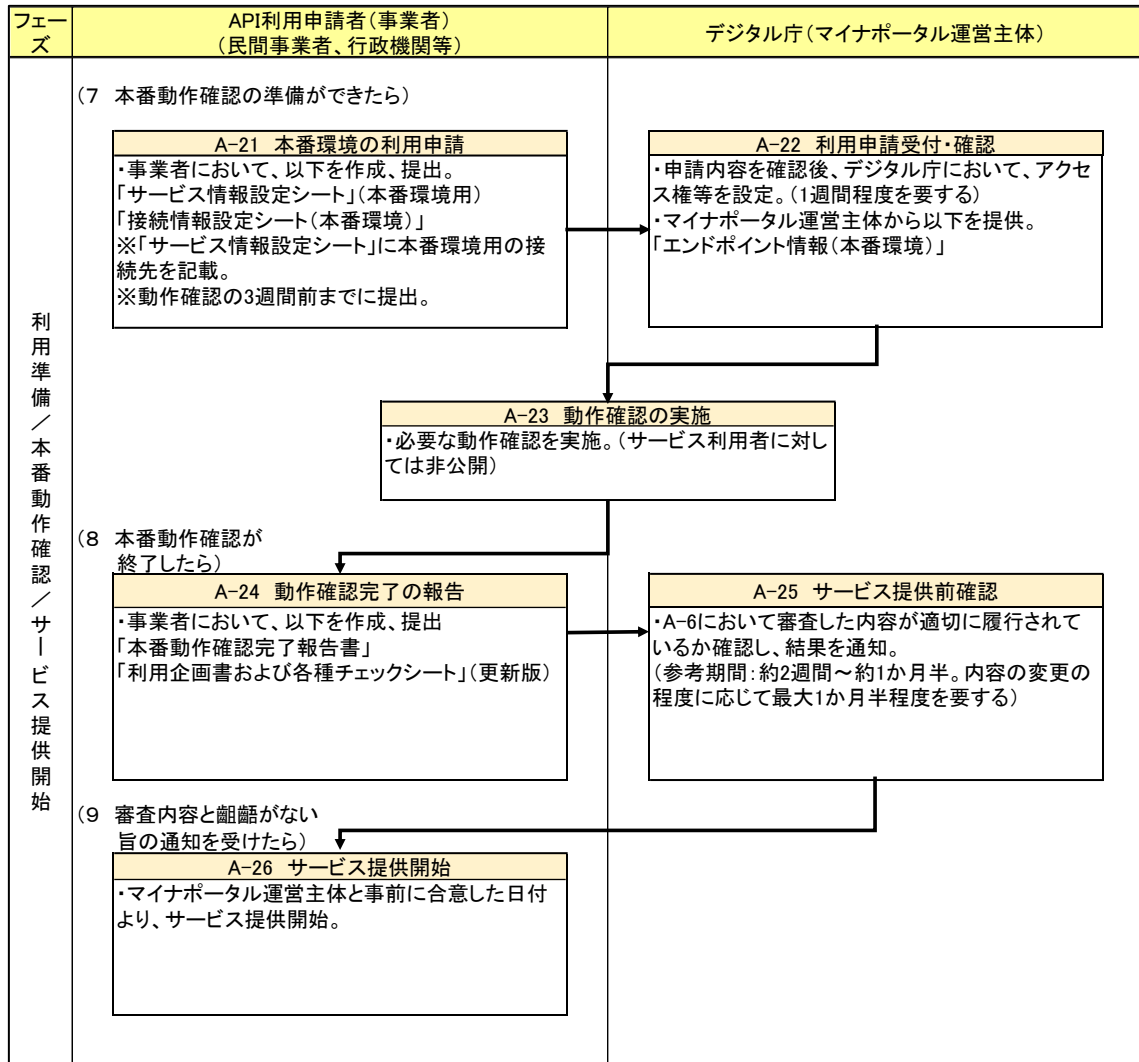 フェーズ
API利用申請者(事業者)
(民間事業者、行政機関等)
デジタル庁(マイナポータル運営主体)
利用準備／本番動作確認／サービス提供開始
(7 本番動作確認の準備ができたら)
A-21 本番環境の利用申請
・事業者において、以下を作成、提出。
「サービス情報設定シート」(本番環境用)
「接続情報設定シート(本番環境)」
※「サービス情報設定シート」に本番環境用の接
続先を記載。
※動作確認の3週間前までに提出。
A-22 利用申請受付・確認
・申請内容を確認後、デジタル庁において、アクセ
ス権等を設定。(1週間程度を要する)
・マイナポータル運営主体から以下を提供。
「エンドポイント情報(本番環境)」
A-23 動作確認の実施
・必要な動作確認を実施。(サービス利用者に対し
ては非公開)
(8 本番動作確認が
終了したら)
A-24 動作確認完了の報告
・事業者において、以下を作成、提出
「本番動作確認完了報告書」
「利用企画書および各種チェックシート」(更新版)
A-25 サービス提供前確認
・A-6において審査した内容が適切に履行されて
いるか確認し、結果を通知。
(参考期間:約2週間～約1か月半。内容の変更の
程度に応じて最大1か月半程度を要する)
(9 審査内容と齟齬がない
旨の通知を受けたら)
A-26 サービス提供開始
・マイナポータル運営主体と事前に合意した日付
より、サービス提供開始。